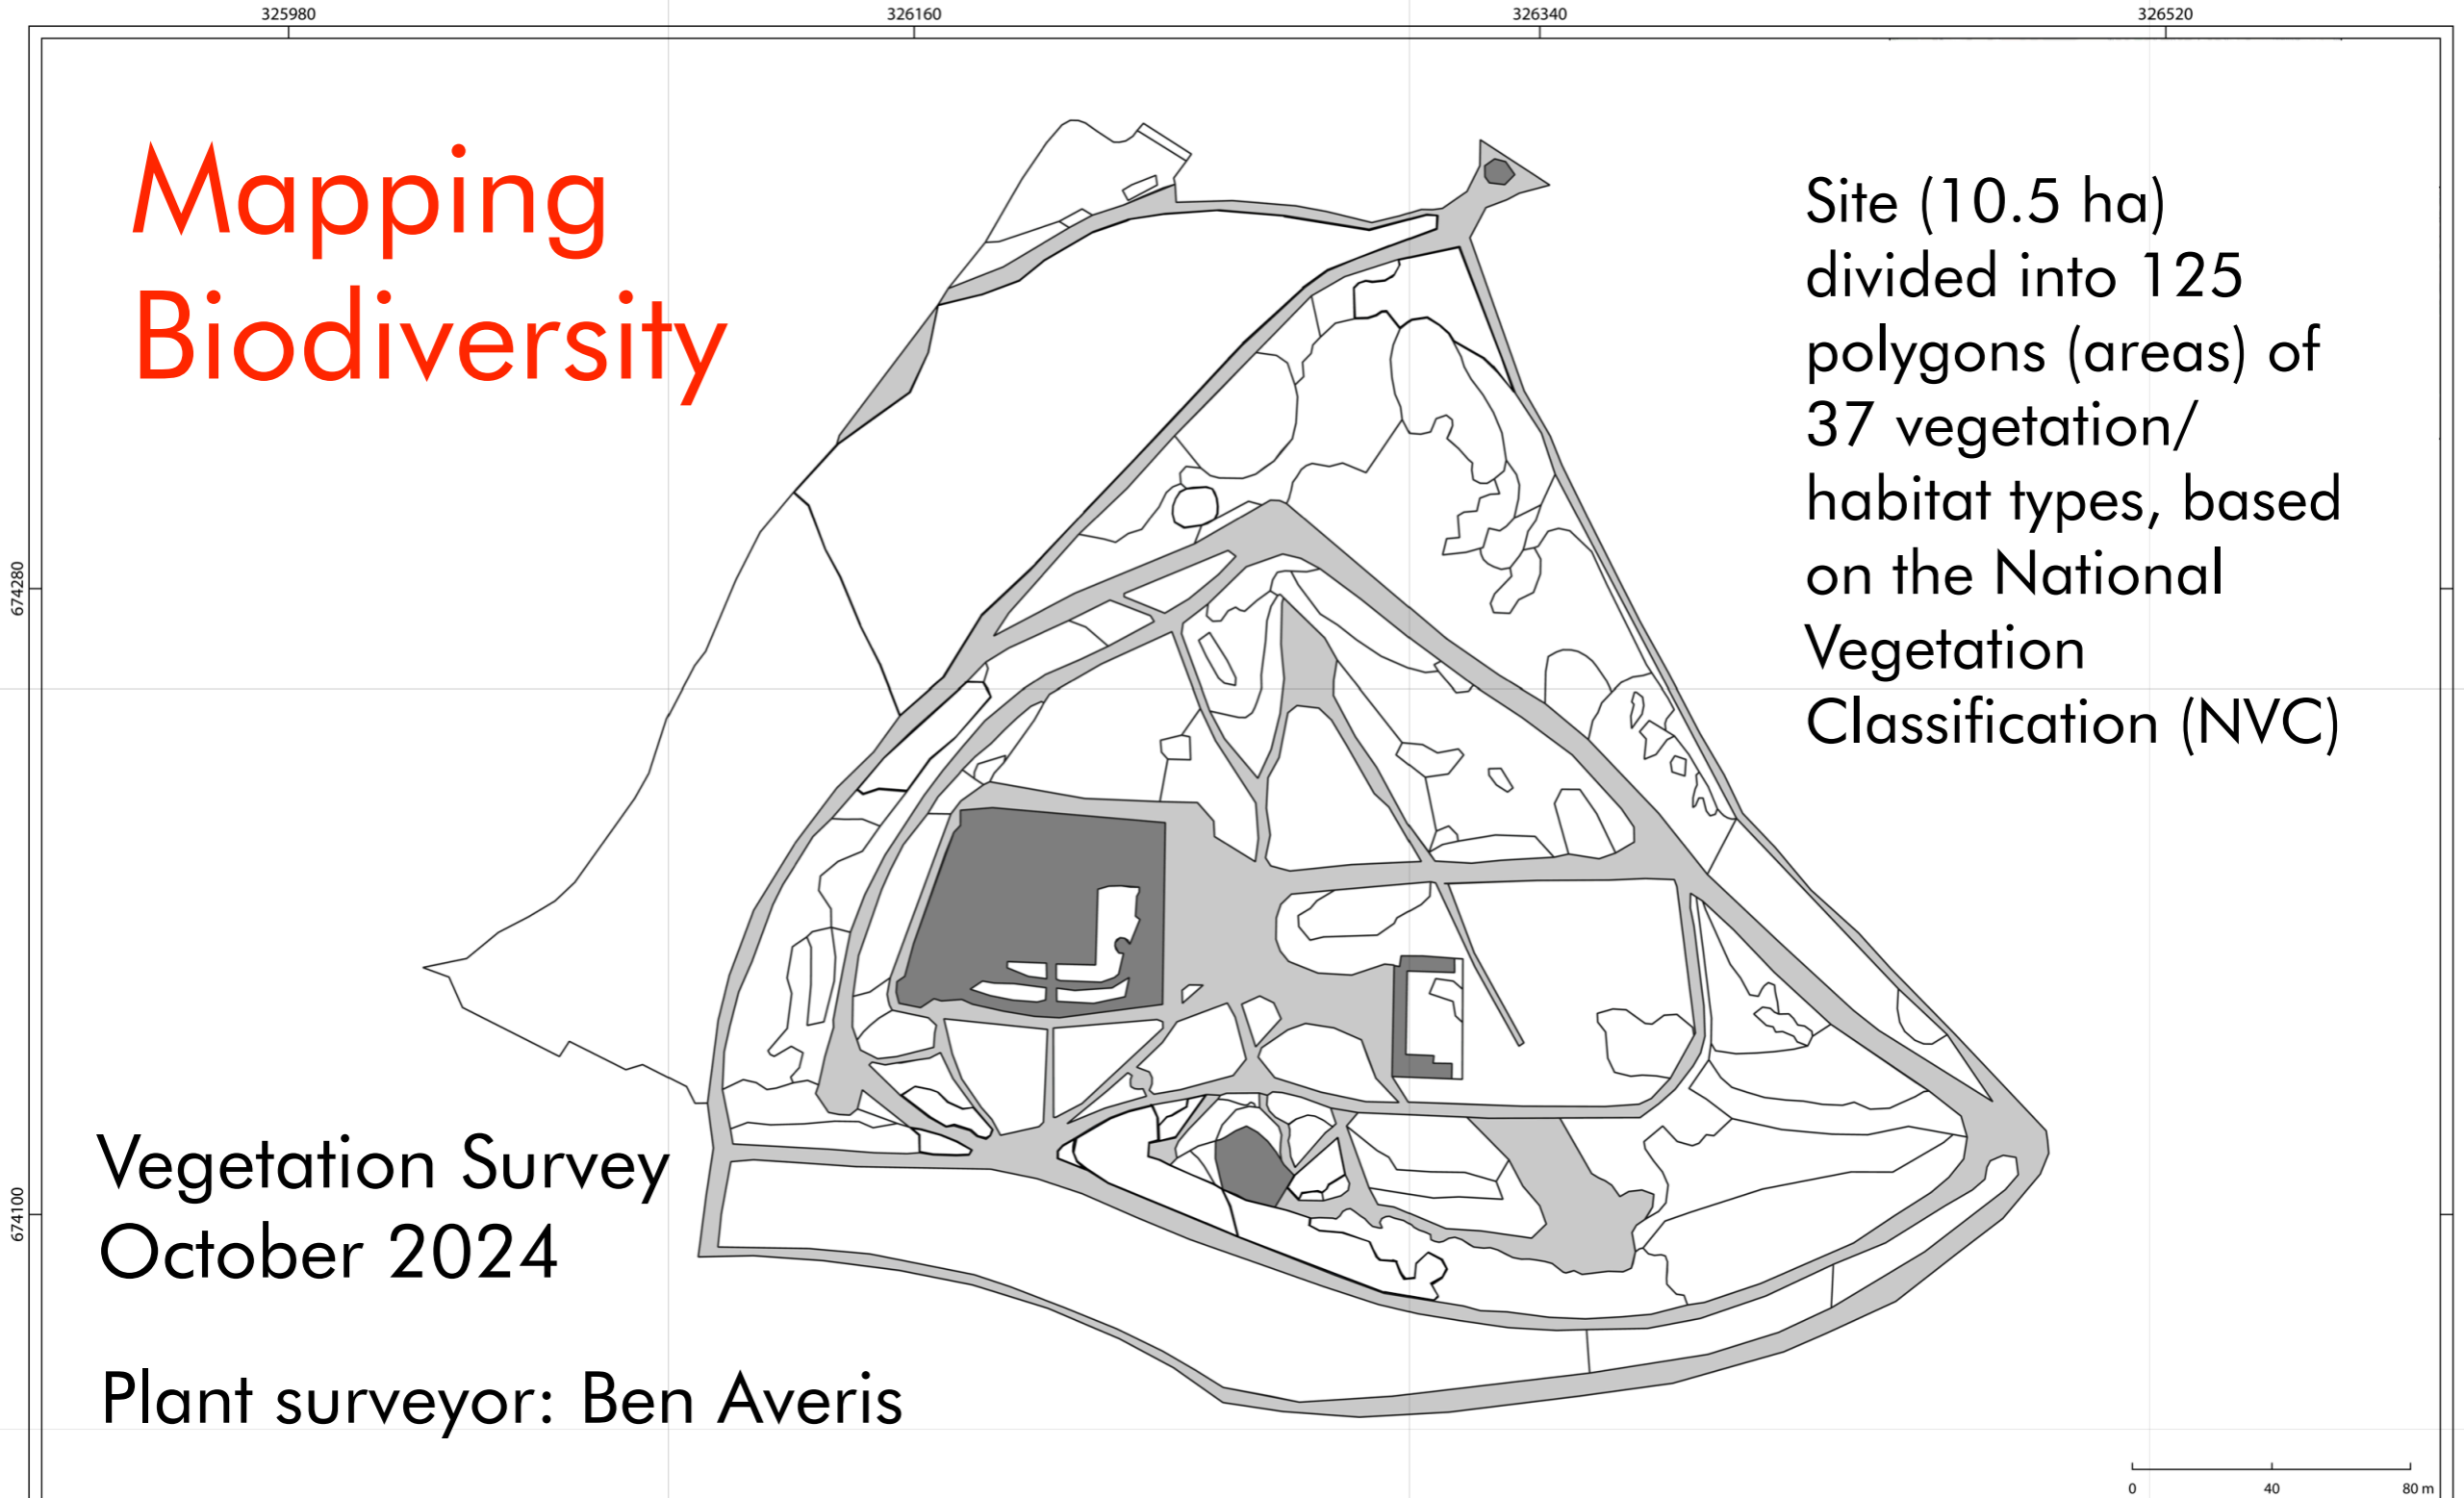 325980
326160
326340
326520
Mapping
Biodiversity
Site (10.5 ha)
divided into 125
polygons (areas) of
37 vegetation/
habitat types, based
on the National
Vegetation
Classification (NVC)
674280
674100
Vegetation Survey
October 2024
Plant surveyor: Ben Averis
0 40 80 m